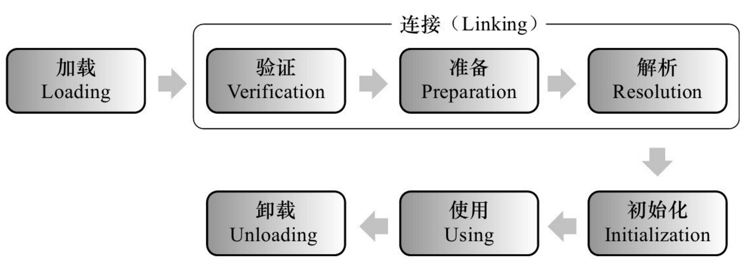 连接（Linking）
加载
Loading
验证
Verification
准备
Preparation
解析
Resolution
初始化
Initialization
使用
Using
卸载
Unloading